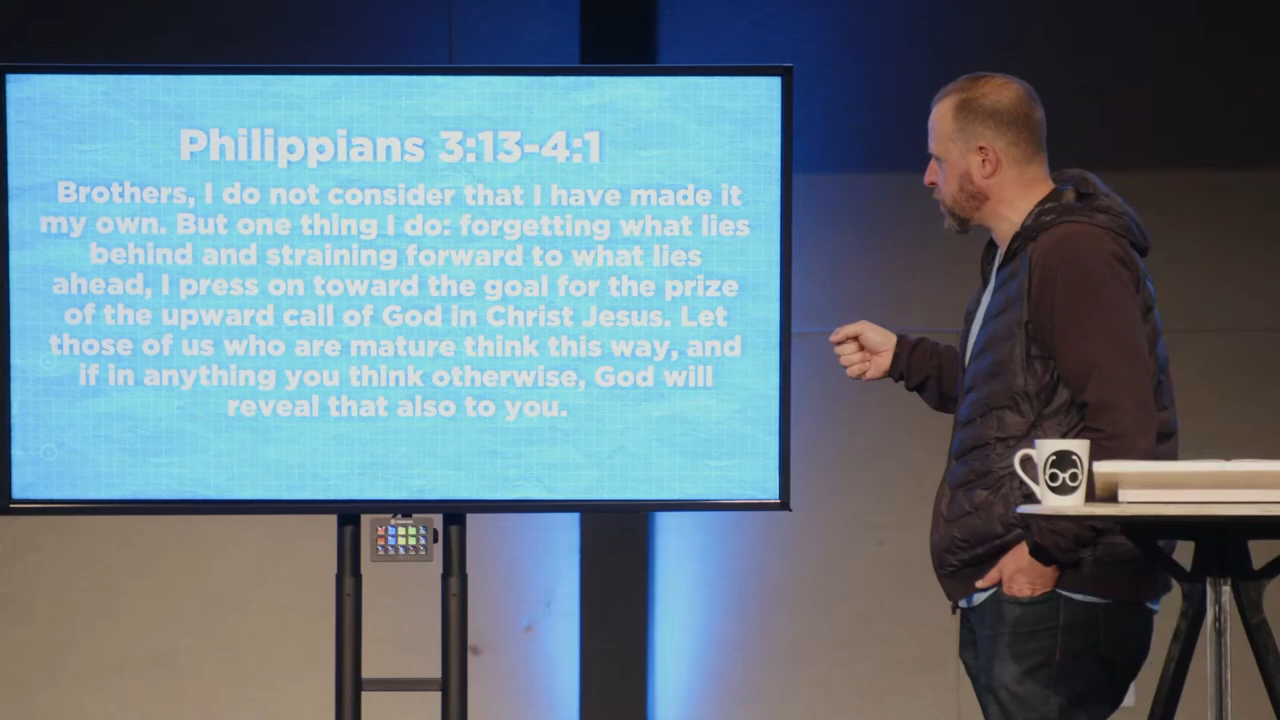 Philippians 3:13-4:1
Brothers, I do not consider that I have made it
my own. But one thing I do: forgetting what lies
behind and straining forward to what lies
ahead, I press on toward the goal for the prize
of the upward call of God in Christ Jesus. Let
those of us who are mature think this way, and
if in anything you think otherwise, God will
reveal that also to you.